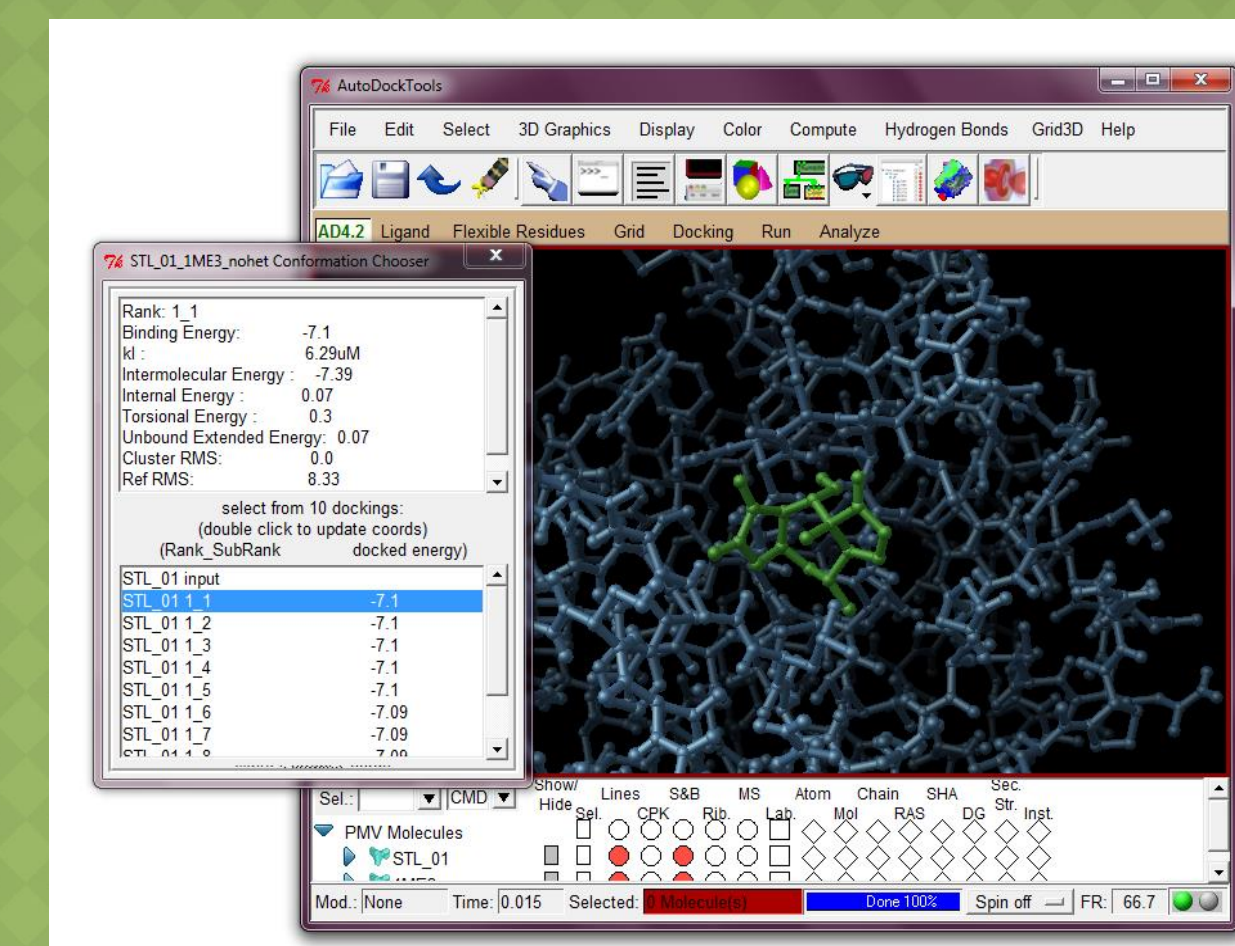 AutoDockTools
File Edit Select 3D Graphics Display Color Compute Hydrogen Bonds Grid3D Help
AD4.2 Ligand Flexible Residues Grid Docking Run Analyze
STL_01_1ME3_nohet Conformation Chooser
Rank: 1_1
Binding Energy: -7.1
kI : 6.29uM
Intermolecular Energy : -7.39
Internal Energy : 0.07
Torsional Energy : 0.3
Unbound Extended Energy: 0.07
Cluster RMS: 0.0
Ref RMS: 8.33
select from 10 dockings:
(double click to update coords)
(Rank_SubRank docked energy)
STL_01 input
STL_01 1_1 -7.1
STL_01 1_2 -7.1
STL_01 1_3 -7.1
STL_01 1_4 -7.1
STL_01 1_5 -7.1
STL_01 1_6 -7.09
STL_01 1_7 -7.09
STL_01 1_8 -7.09
Sel.: CMD Show/ Hide Sel. Lines CPK S&B Rib. MS Lab. Atom Mol Chain RAS SHA DG Sec. Str. Inst.
PMV Molecules
STL_01
Mod.: None Time: 0.015 Selected: 0 Molecule(s) Done 100% Spin off FR: 66.7